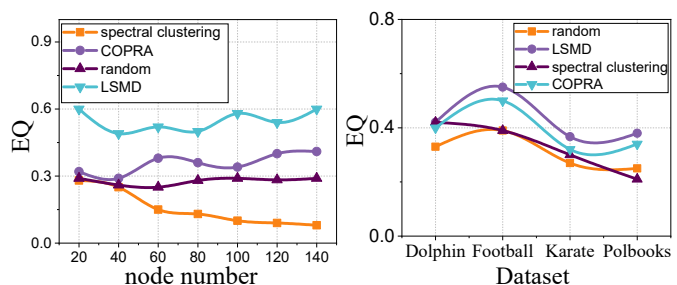 0.9
0.6
0.3
0.0
EQ
spectral clustering
COPRA
random
LSMD
20 40 60 80 100 120 140
node number
0.8
0.4
0.0
EQ
random
LSMD
spectral clustering
COPRA
Dolphin Football Karate Polbooks
Dataset